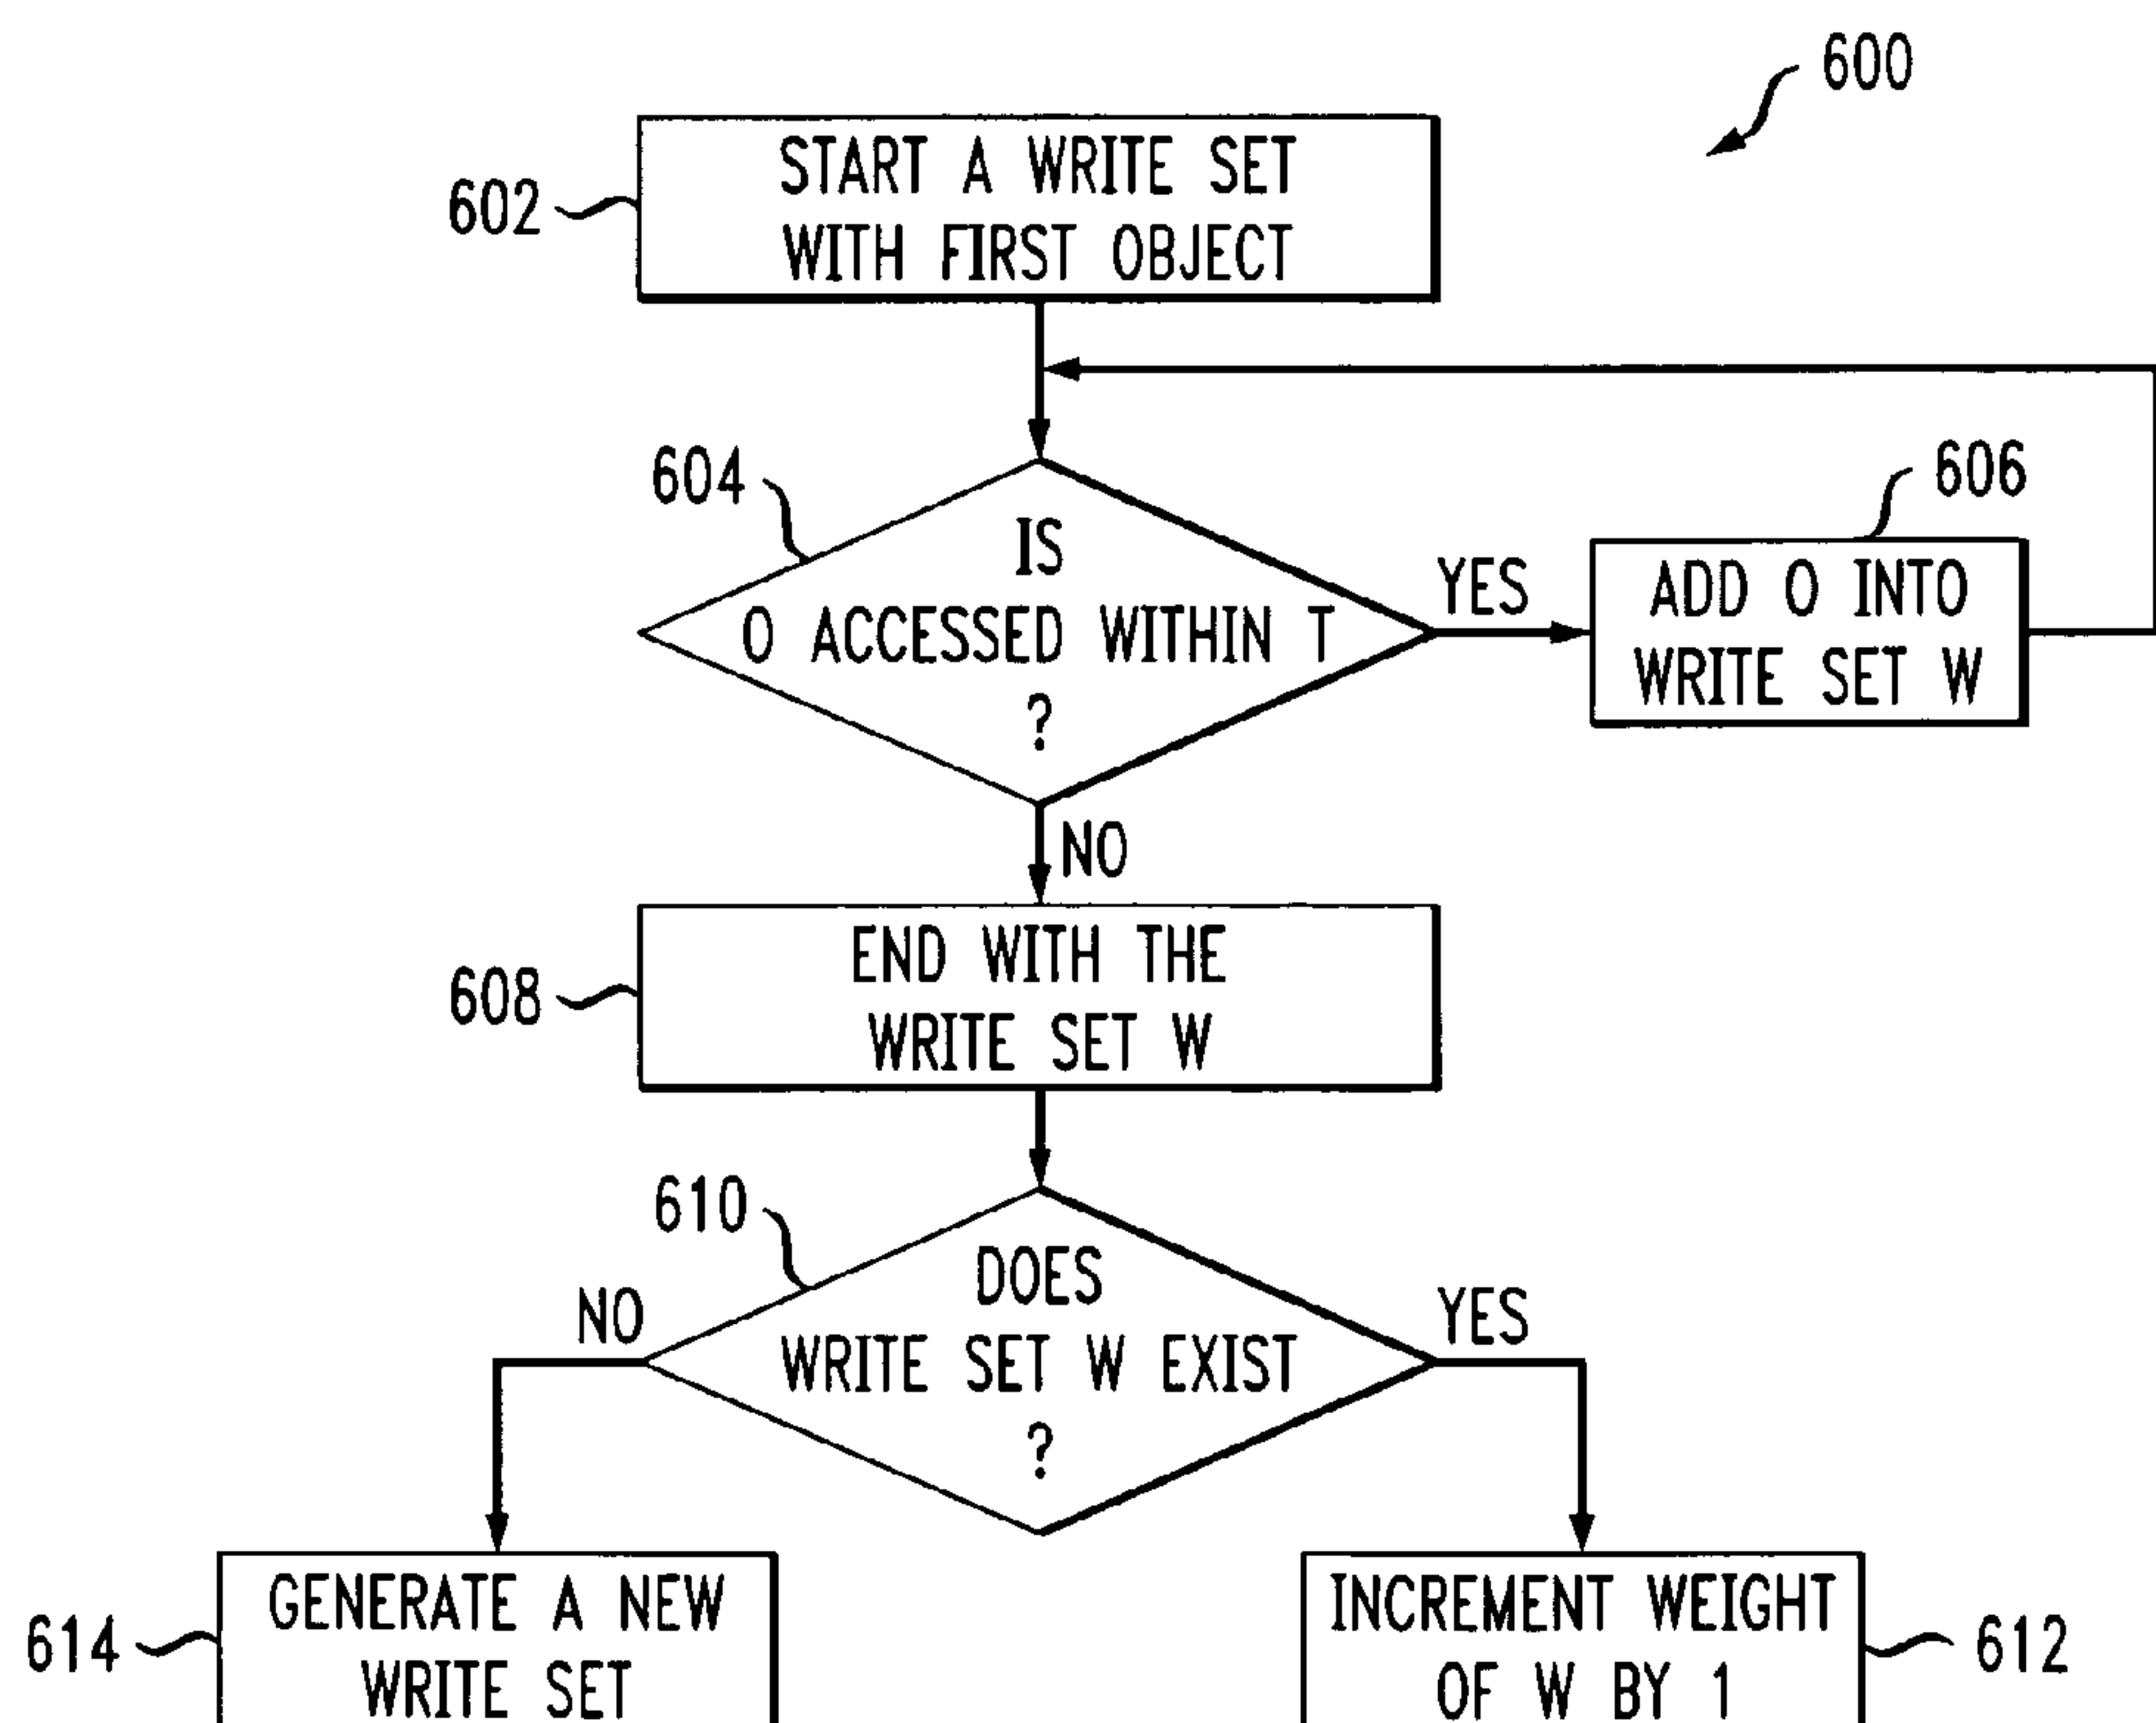 600
602
START A WRITE SET
WITH FIRST OBJECT
604
IS
O ACCESSED WITHIN T
?
YES
606
ADD O INTO
WRITE SET W
NO
608
END WITH THE
WRITE SET W
610
DOES
WRITE SET W EXIST
?
NO
YES
614
GENERATE A NEW
WRITE SET
INCREMENT WEIGHT
OF W BY 1
612